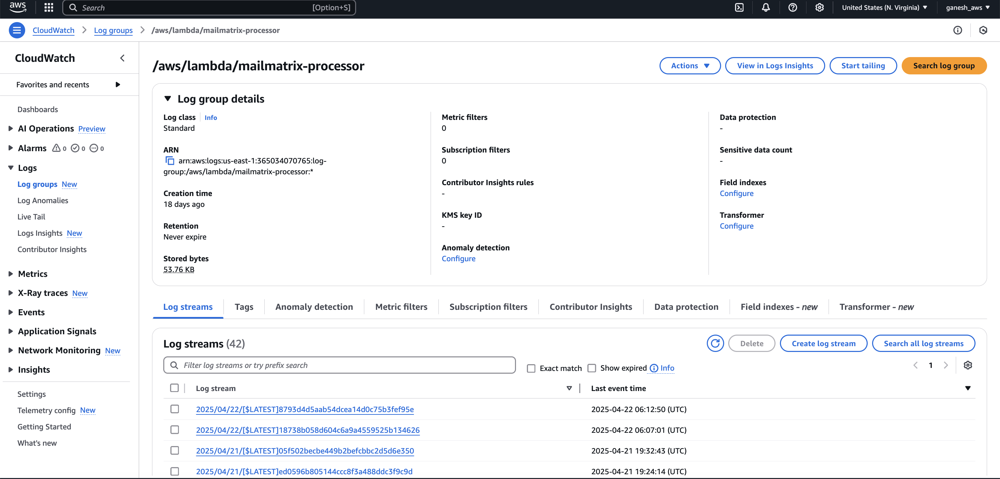 aws
Search
[Option+S]
United States (N. Virginia)
ganesh_aws
CloudWatch
Log groups
/aws/lambda/mailmatrix-processor
CloudWatch
Favorites and recents
Dashboards
AI Operations Preview
Alarms 0 0 0
Logs
Log groups New
Log Anomalies
Live Tail
Logs Insights New
Contributor Insights
Metrics
X-Ray traces New
Events
Application Signals
Network Monitoring New
Insights
Settings
Telemetry config New
Getting Started
What's new
/aws/lambda/mailmatrix-processor
Actions
View in Logs Insights
Start tailing
Search log group
Log group details
Log class Info
Standard
ARN
arn:aws:logs:us-east-1:365034070765:log-
group:/aws/lambda/mailmatrix-processor:*
Creation time
18 days ago
Retention
Never expire
Stored bytes
53.76 KB
Metric filters
0
Subscription filters
0
Contributor Insights rules
-
KMS key ID
-
Anomaly detection
Configure
Data protection
-
Sensitive data count
-
Field indexes
Configure
Transformer
Configure
Log streams
Tags
Anomaly detection
Metric filters
Subscription filters
Contributor Insights
Data protection
Field indexes - new
Transformer - new
Log streams (42)
Delete
Create log stream
Search all log streams
Filter log streams or try prefix search
Exact match
Show expired Info
1
Log stream
Last event time
2025/04/22/[$LATEST]8793d4d5aab54dcea14d0c75b3fef95e
2025-04-22 06:12:50 (UTC)
2025/04/22/[$LATEST]18738b058d604c6a9a4559525b134626
2025-04-22 06:07:01 (UTC)
2025/04/21/[$LATEST]05f502becbe449b2befcbbc2d5d6e350
2025-04-21 19:32:43 (UTC)
2025/04/21/[$LATEST]ed0596b805144ccc8f3a488ddc3f9c9d
2025-04-21 19:24:14 (UTC)